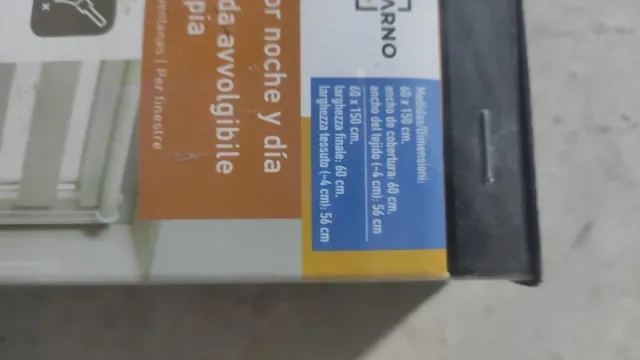 ARNO
or noche y día
da avvolgibile
pia
ventanas | Per finestre
Medidas/Dimensioni:
60 x 150 cm.
ancho de cobertura: 60 cm,
ancho del tejido (-4 cm): 56 cm
60 x 150 cm.
larghezza finale: 60 cm,
larghezza tessuto (-4 cm): 56 cm